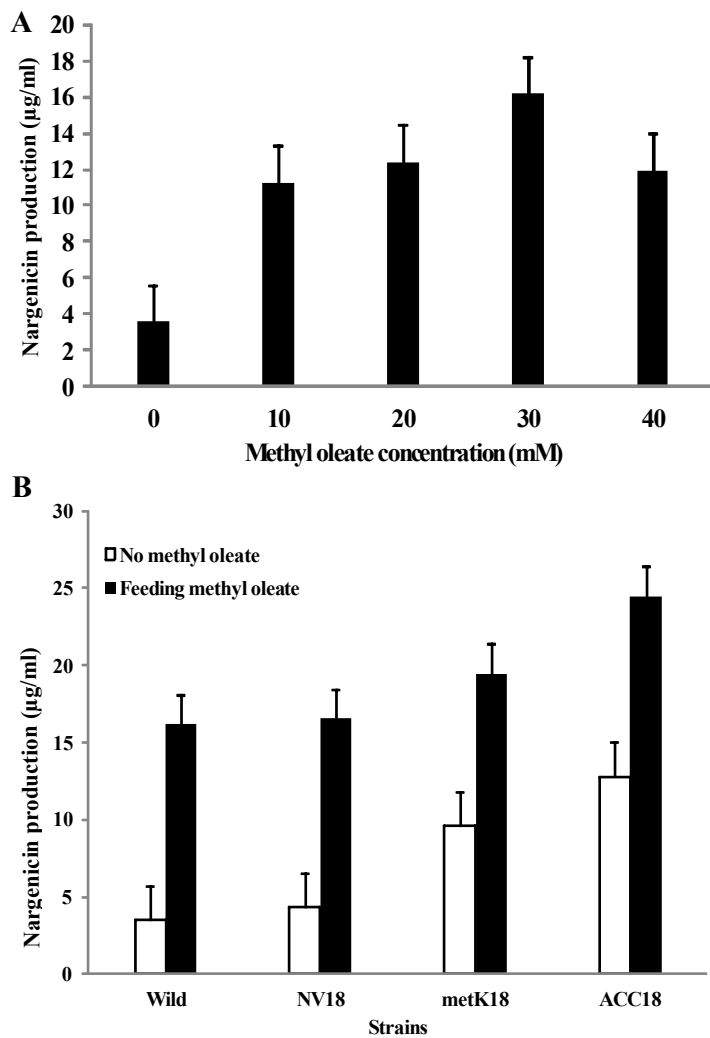 A
Nargenicin production (µg/ml)
20
18
16
14
12
10
8
6
4
2
0
0 10 20 30 40
Methyl oleate concentration (mM)
B
Nargenicin production (µg/ml)
30
25
20
15
10
5
0
No methyl oleate
Feeding methyl oleate
Wild NV18 metK18 ACC18
Strains